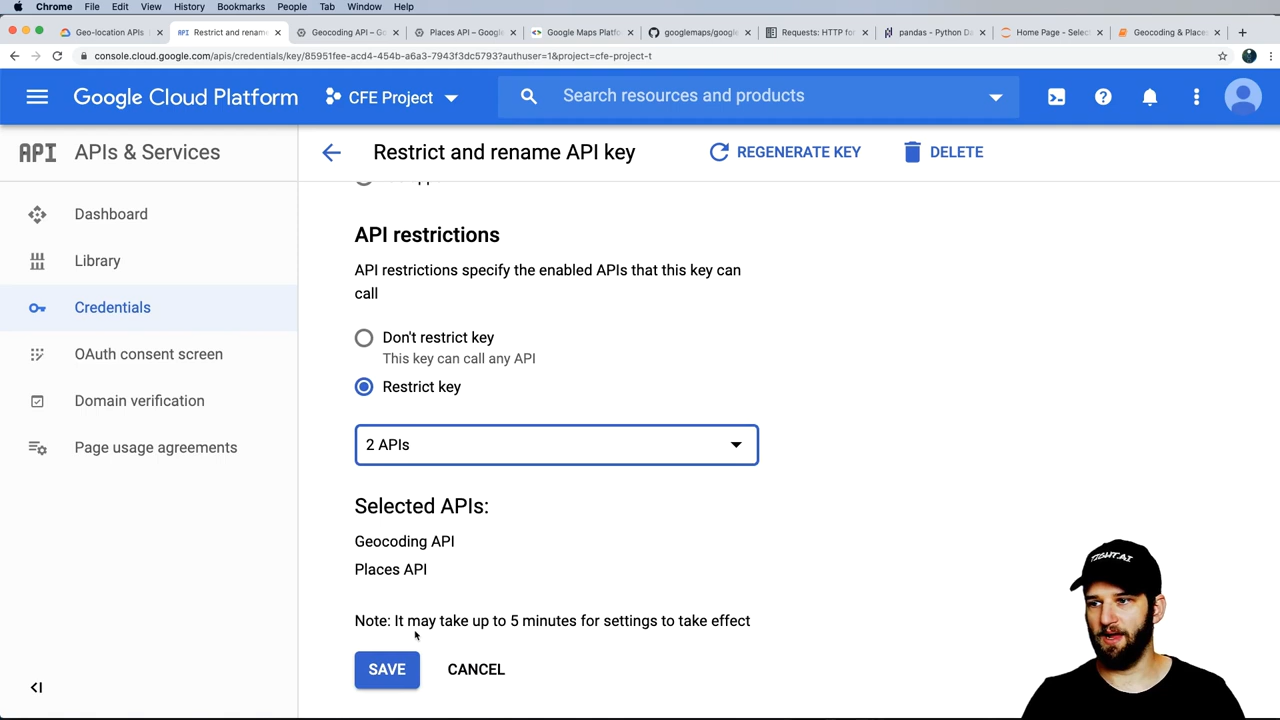 Chrome File Edit View History Bookmarks People Tab Window Help
Geo-location APIs
Restrict and renam
Geocoding API – Go
Places API – Google
Google Maps Platfo
googlemaps/google
Requests: HTTP for
pandas - Python Da
Home Page - Select
Geocoding & Places
console.cloud.google.com/apis/credentials/key/85951fee-acd4-454b-a6a3-7943f3dc5793?authuser=1&project=cfe-project-t
Google Cloud Platform
CFE Project
Search resources and products
API APIs & Services
Restrict and rename API key
REGENERATE KEY
DELETE
Dashboard
Library
Credentials
OAuth consent screen
Domain verification
Page usage agreements
API restrictions
API restrictions specify the enabled APIs that this key can
call
Don't restrict key
This key can call any API
Restrict key
2 APIs
Selected APIs:
Geocoding API
Places API
Note: It may take up to 5 minutes for settings to take effect
SAVE
CANCEL